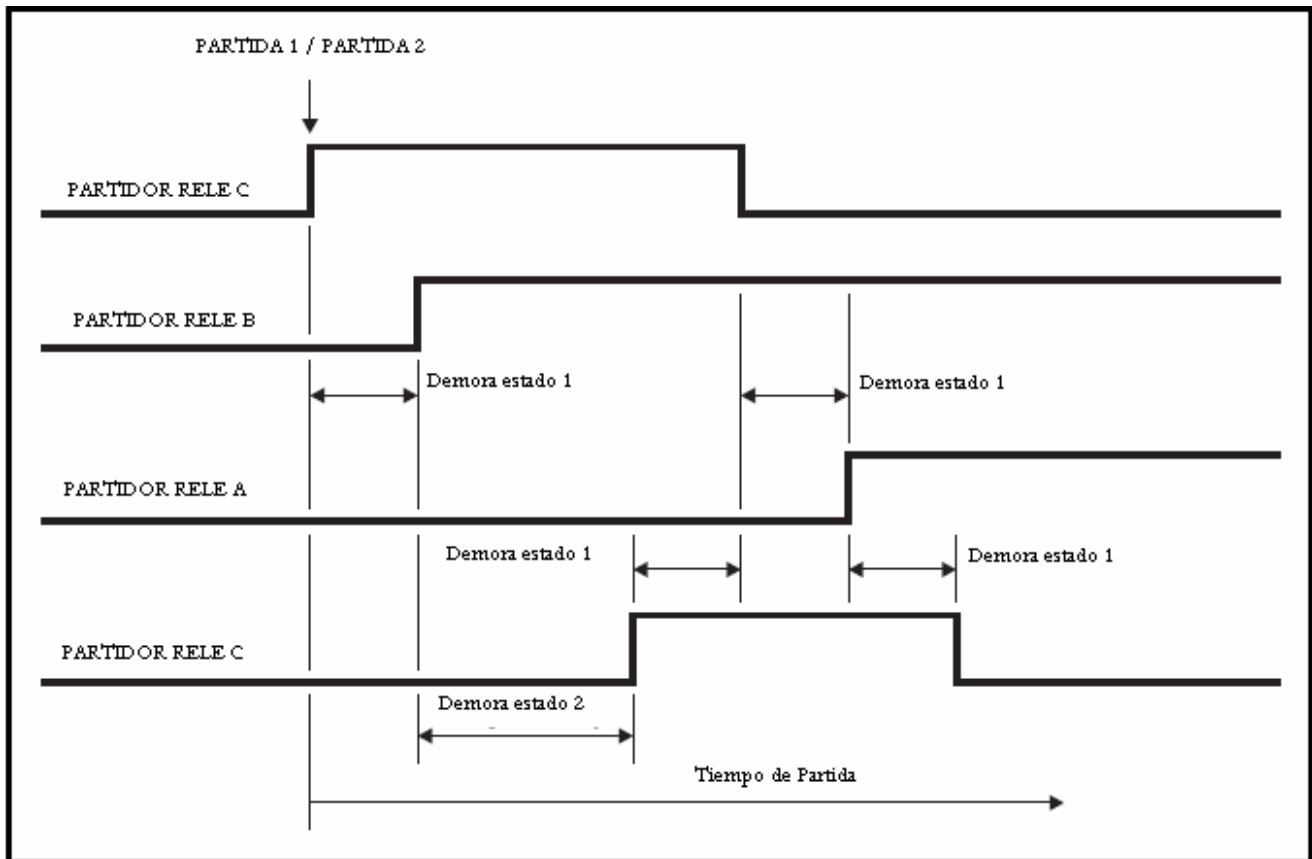 PARTIDA 1 / PARTIDA 2
PARTIDOR RELE C
PARTIDOR RELE B
Demora estado 1
Demora estado 1
PARTIDOR RELE A
Demora estado 1
Demora estado 1
PARTIDOR RELE C
Demora estado 2
Tiempo de Partida